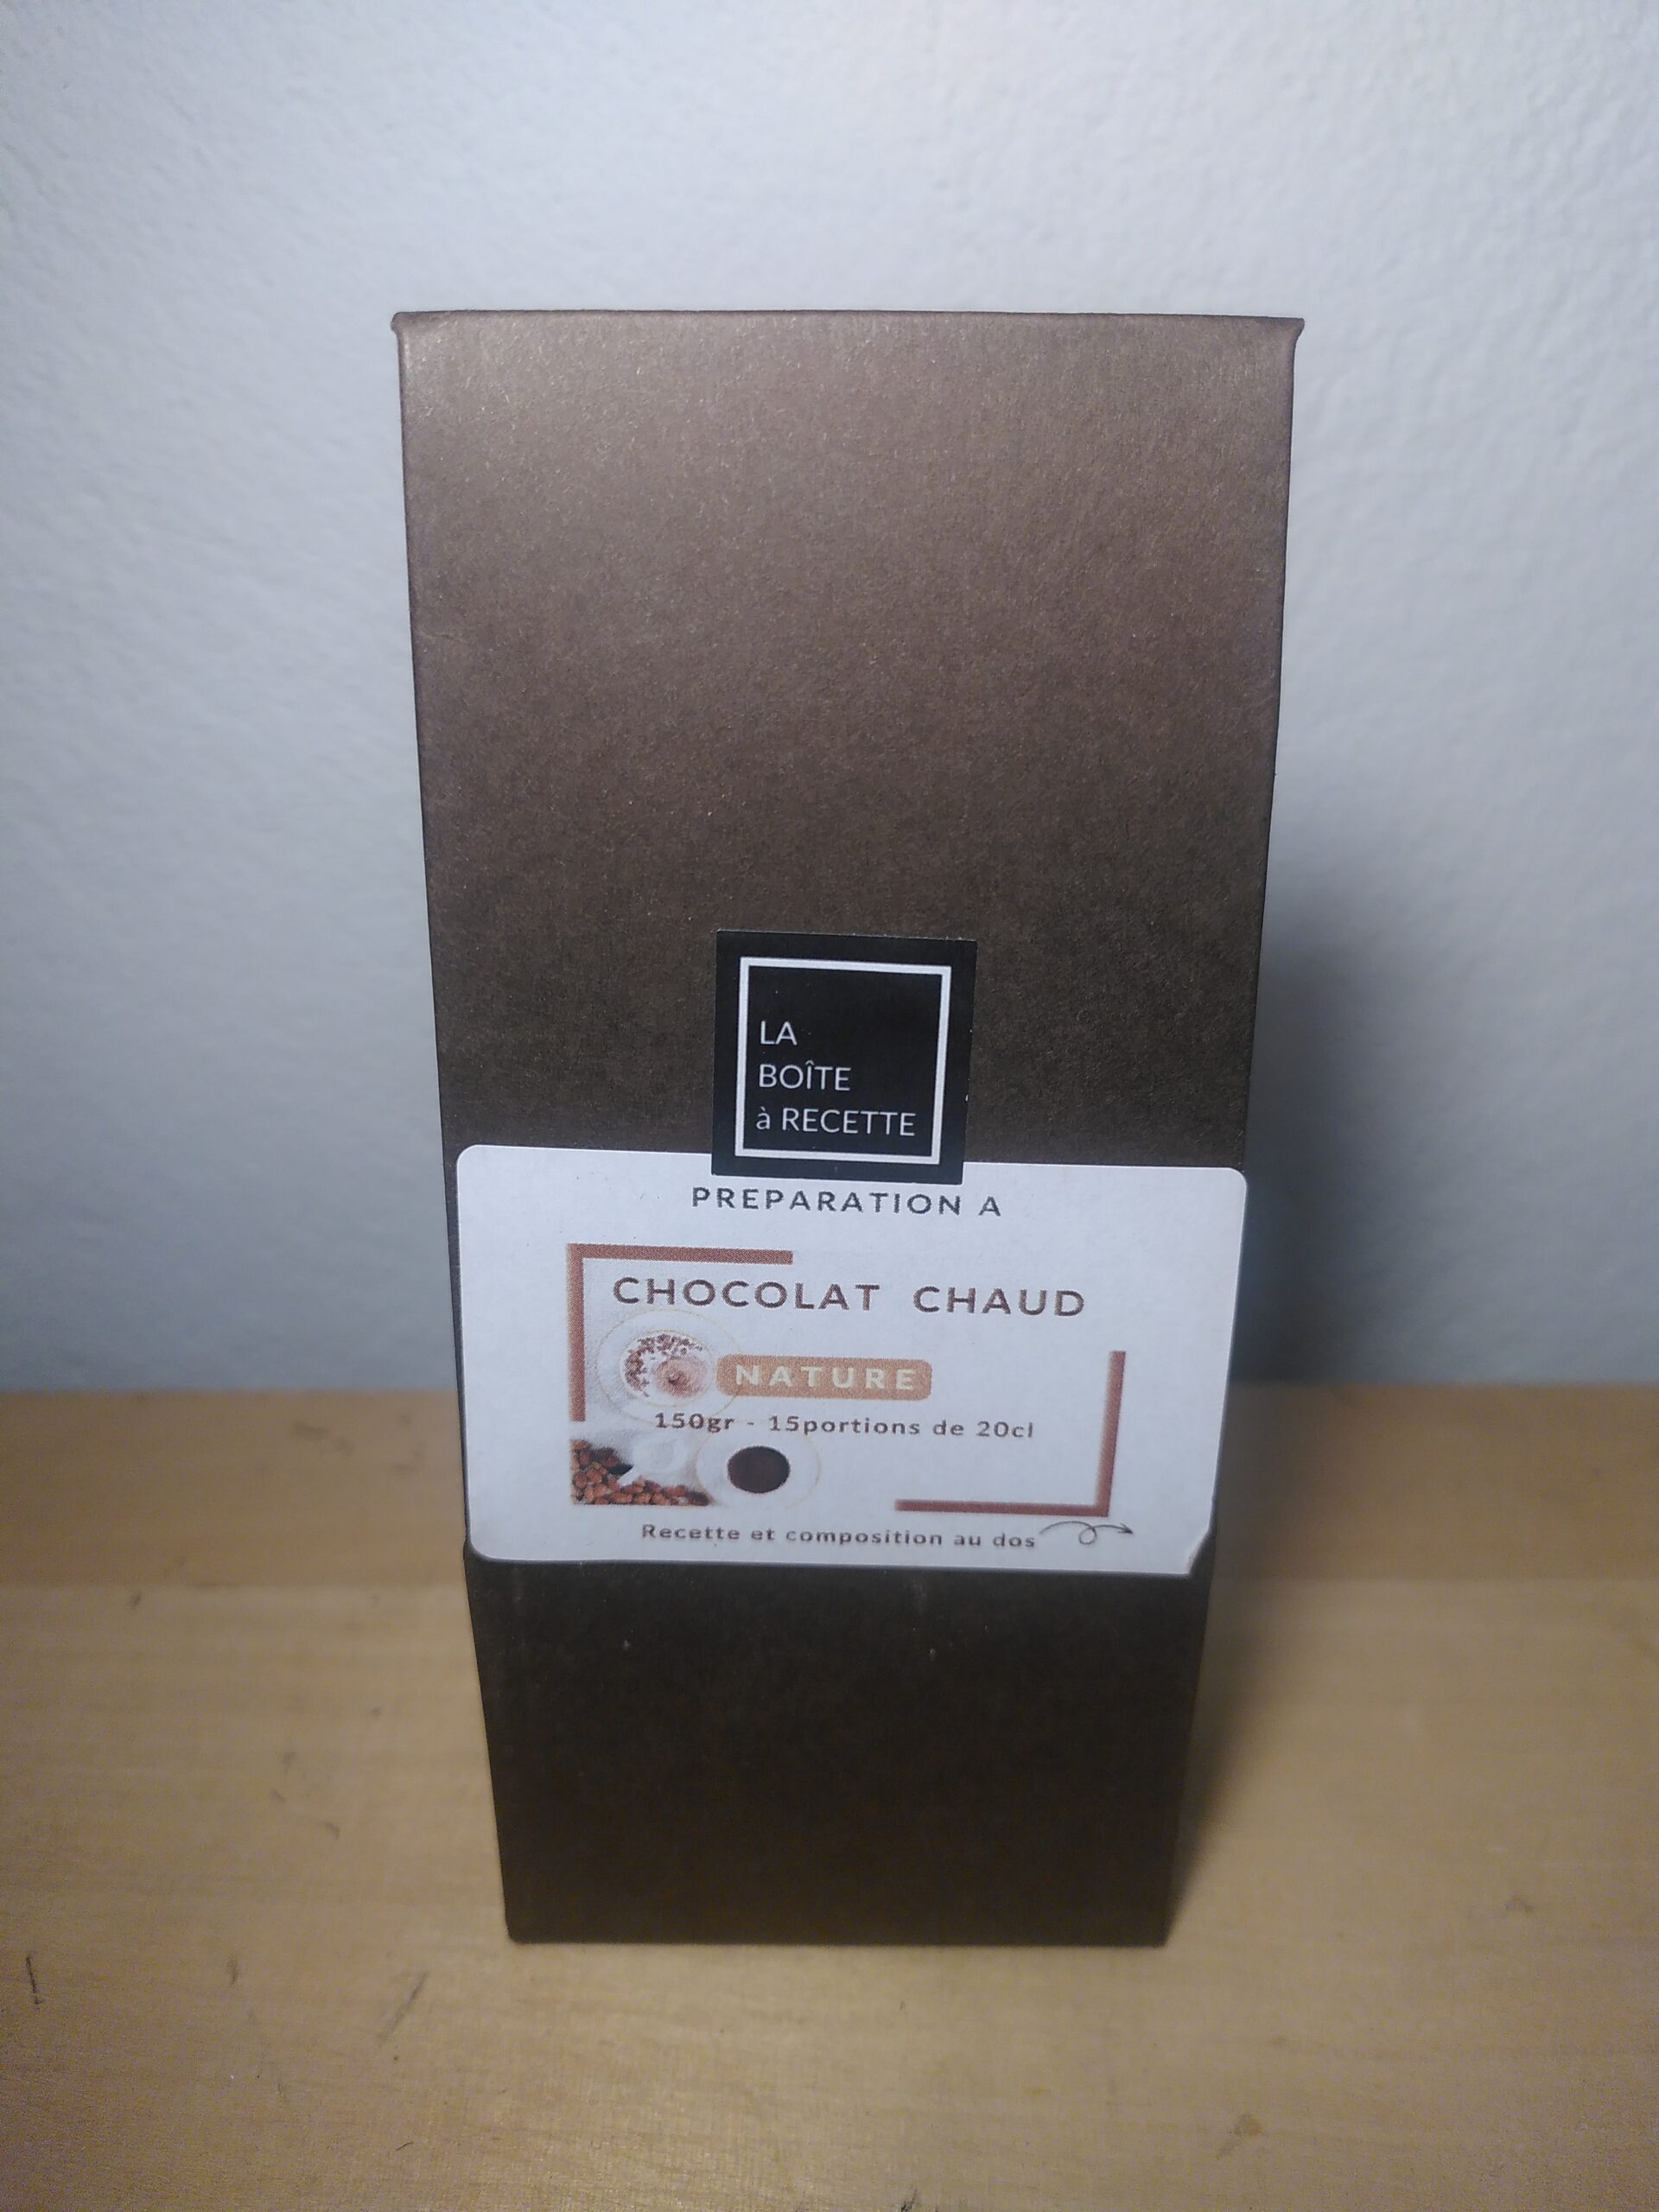 LA
BOÎTE
à RECETTE
PREPARATION A
CHOCOLAT CHAUD
NATURE
150gr - 15portions de 20cl
Recette et composition au dos